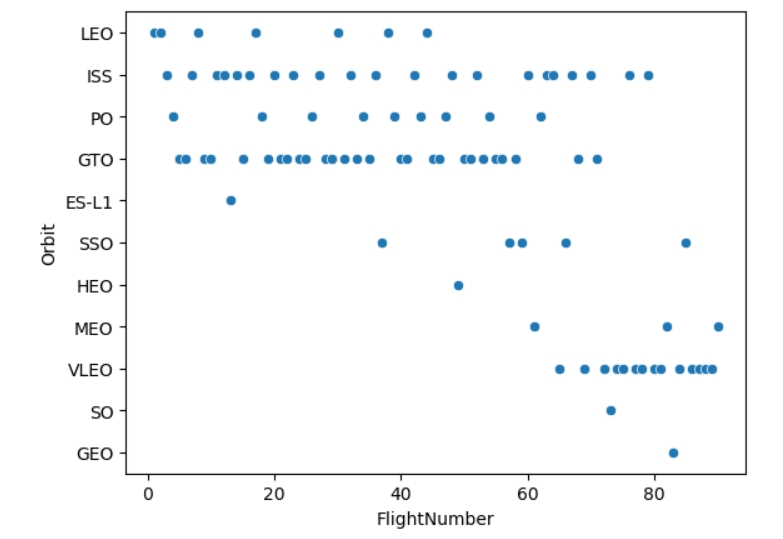 LEO
ISS
PO
GTO
ES-L1
SSO
HEO
MEO
VLEO
SO
GEO
Orbit
0 20 40 60 80
FlightNumber